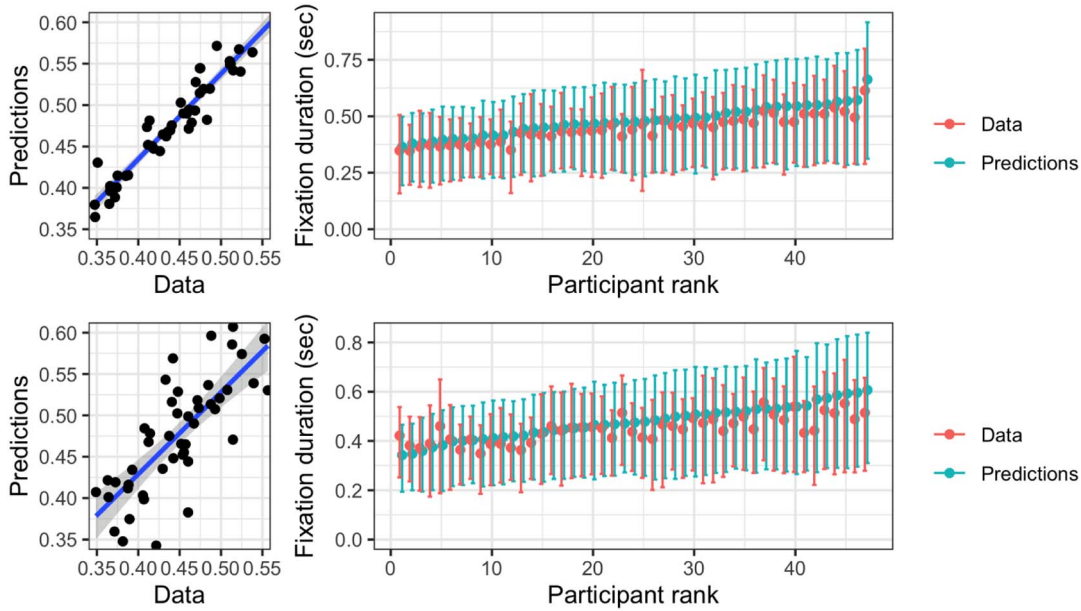 0.60
0.55
0.50
0.45
0.40
0.35
Predictions
0.35 0.40 0.45 0.50 0.55
Data
Fixation duration (sec)
0.75
0.50
0.25
0.00
0 10 20 30 40
Participant rank
Data
Predictions
0.60
0.55
0.50
0.45
0.40
0.35
Predictions
0.35 0.40 0.45 0.50 0.55
Data
Fixation duration (sec)
0.8
0.6
0.4
0.2
0.0
0 10 20 30 40
Participant rank
Data
Predictions